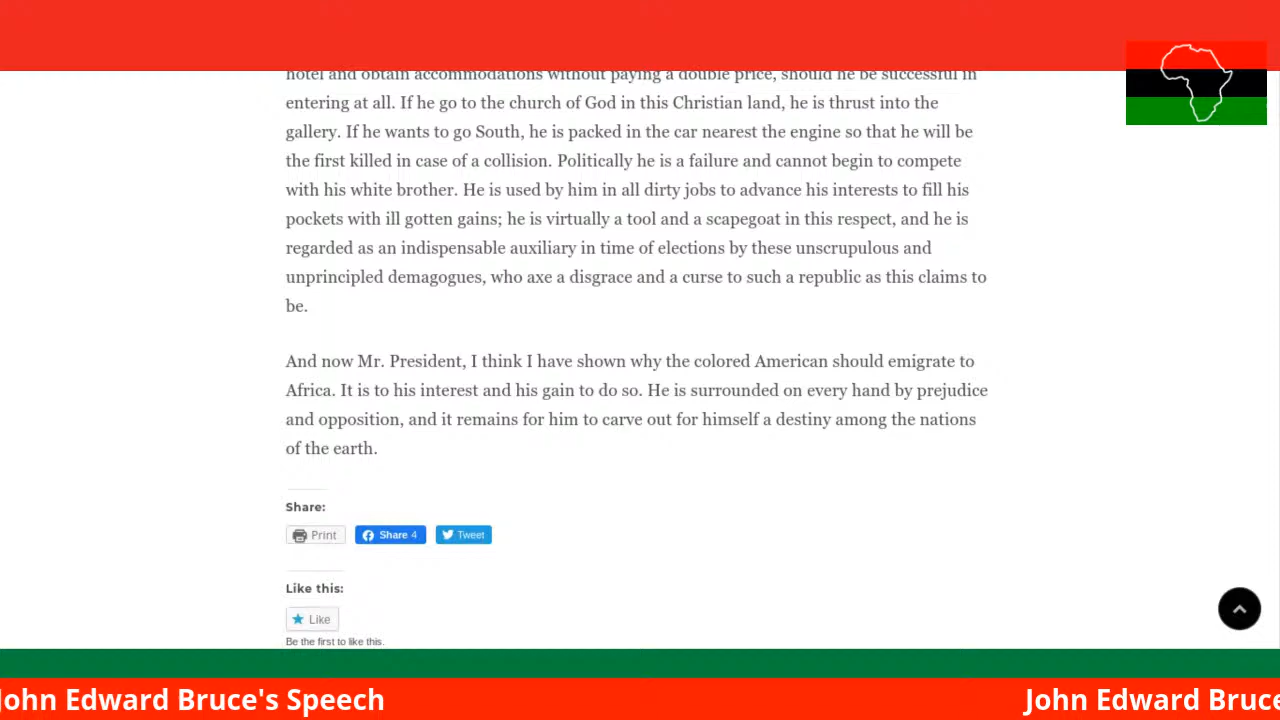 hotel and obtain accommodations without paying a double price, should he be successful in
entering at all. If he go to the church of God in this Christian land, he is thrust into the
gallery. If he wants to go South, he is packed in the car nearest the engine so that he will be
the first killed in case of a collision. Politically he is a failure and cannot begin to compete
with his white brother. He is used by him in all dirty jobs to advance his interests to fill his
pockets with ill gotten gains; he is virtually a tool and a scapegoat in this respect, and he is
regarded as an indispensable auxiliary in time of elections by these unscrupulous and
unprincipled demagogues, who axe a disgrace and a curse to such a republic as this claims to
be.
And now Mr. President, I think I have shown why the colored American should emigrate to
Africa. It is to his interest and his gain to do so. He is surrounded on every hand by prejudice
and opposition, and it remains for him to carve out for himself a destiny among the nations
of the earth.
Share:
Print Share 4 Tweet
Like this:
Like
Be the first to like this.
John Edward Bruce's Speech John Edward Bruce